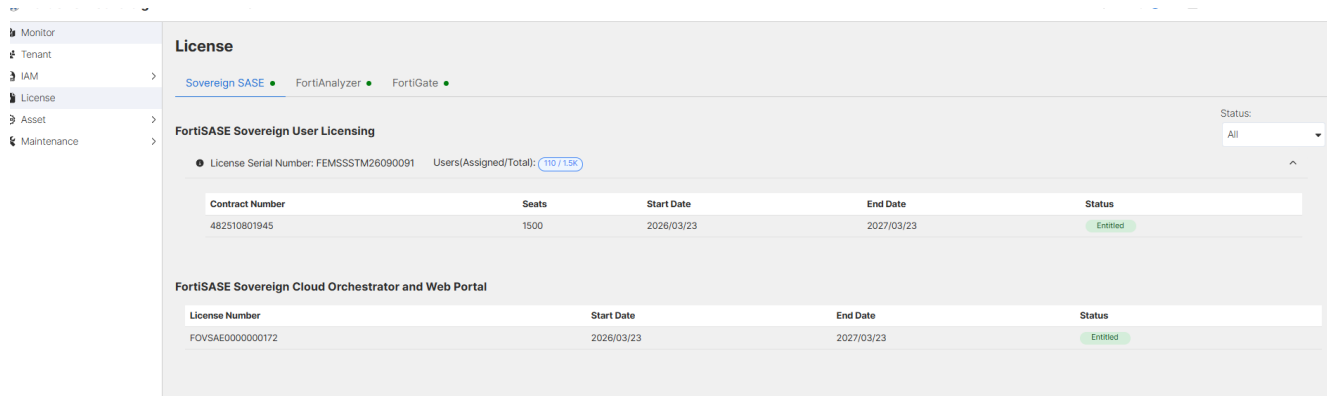 Monitor
Tenant
IAM
License
Asset
Maintenance
License
Sovereign SASE FortiAnalyzer FortiGate
Status:
All
FortiSASE Sovereign User Licensing
License Serial Number: FEMSSSTM26090091 Users(Assigned/Total): 110 / 1.5K
Contract Number Seats Start Date End Date Status
482510801945 1500 2026/03/23 2027/03/23 Entitled
FortiSASE Sovereign Cloud Orchestrator and Web Portal
License Number Start Date End Date Status
FOVSAE0000000172 2026/03/23 2027/03/23 Entitled